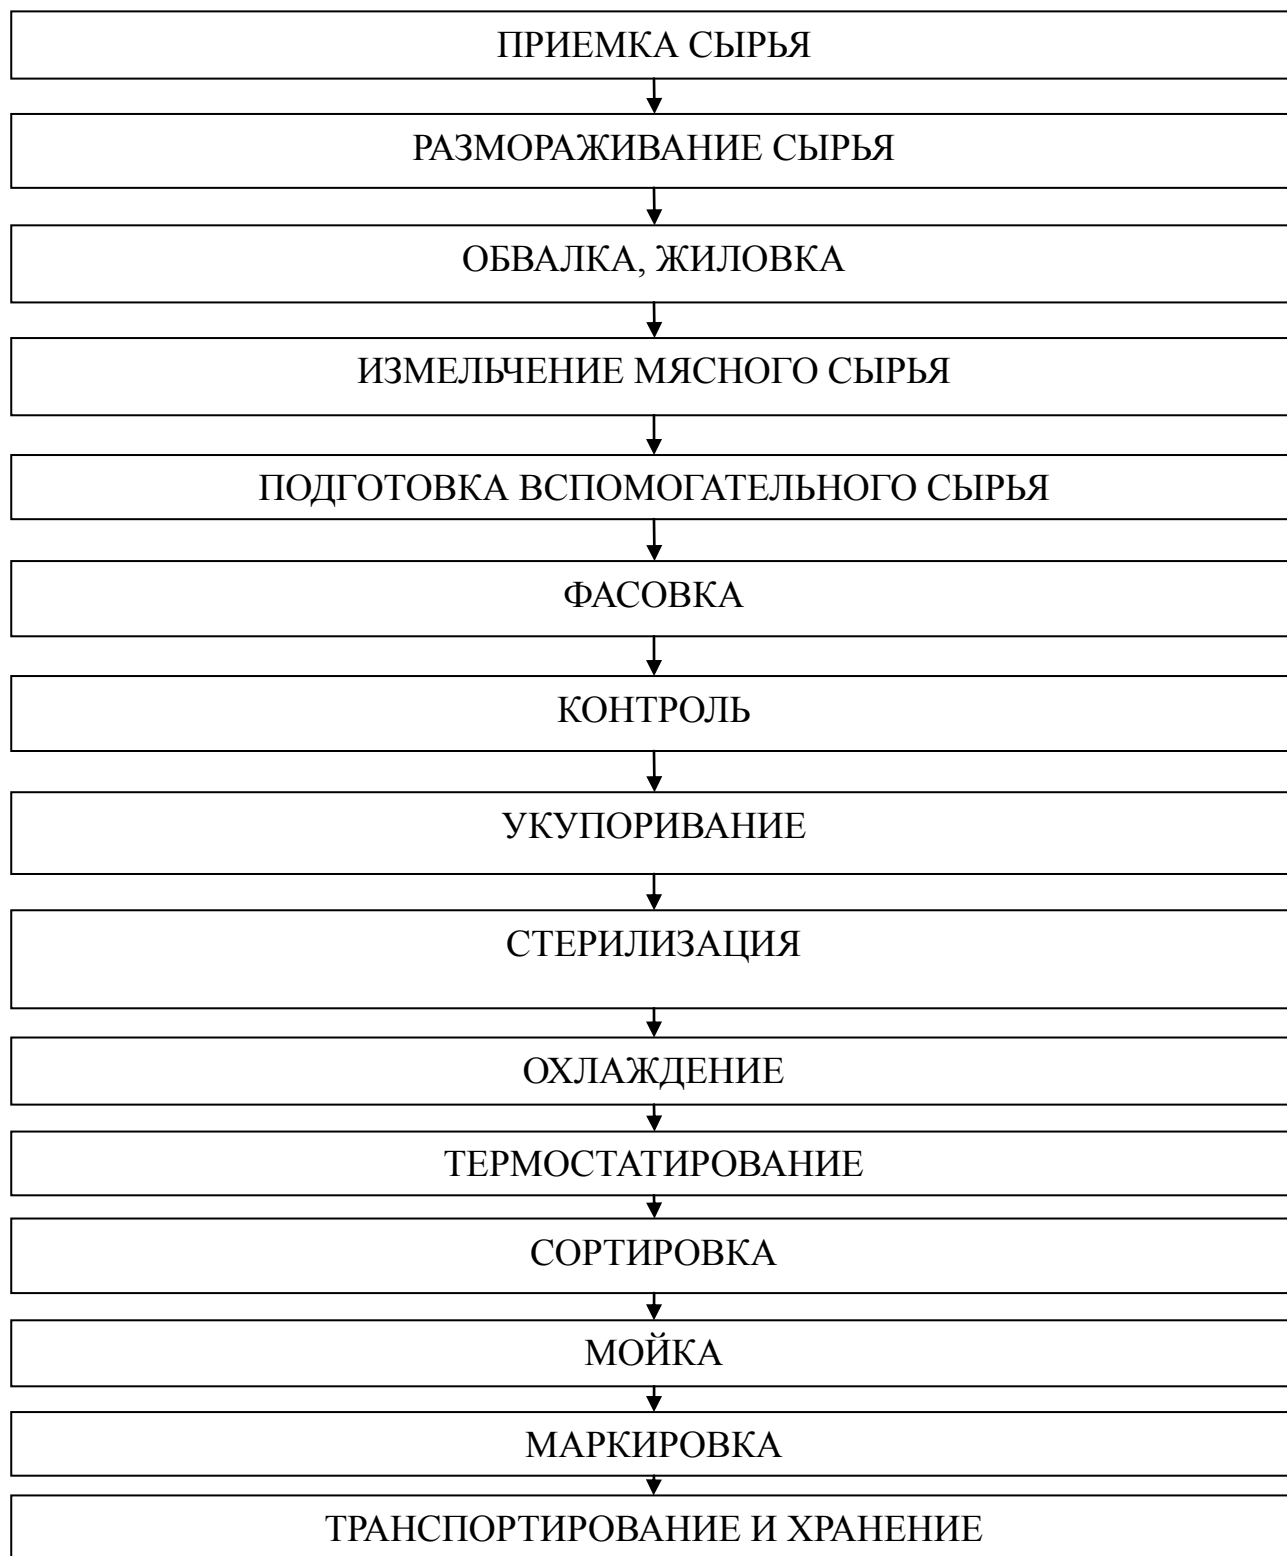 ПРИЕМКА СЫРЬЯ
РАЗМОРАЖИВАНИЕ СЫРЬЯ
ОБВАЛКА, ЖИЛОВКА
ИЗМЕЛЬЧЕНИЕ МЯСНОГО СЫРЬЯ
ПОДГОТОВКА ВСПОМОГАТЕЛЬНОГО СЫРЬЯ
ФАСОВКА
КОНТРОЛЬ
УКУПОРИВАНИЕ
СТЕРИЛИЗАЦИЯ
ОХЛАЖДЕНИЕ
ТЕРМОСТАТИРОВАНИЕ
СОРТИРОВКА
МОЙКА
МАРКИРОВКА
ТРАНСПОРТИРОВАНИЕ И ХРАНЕНИЕ